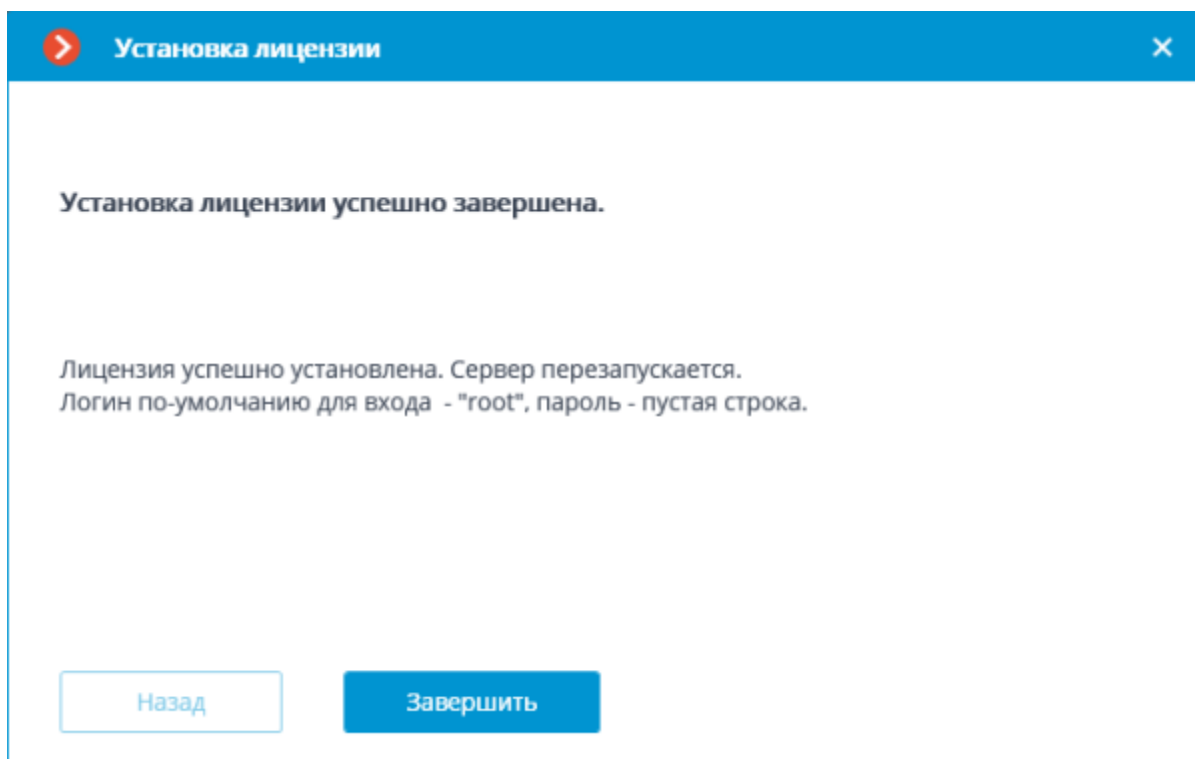 Установка лицензии
Установка лицензии успешно завершена.
Лицензия успешно установлена. Сервер перезапускается.
Логин по-умолчанию для входа  - "root", пароль - пустая строка.
Назад
Завершить